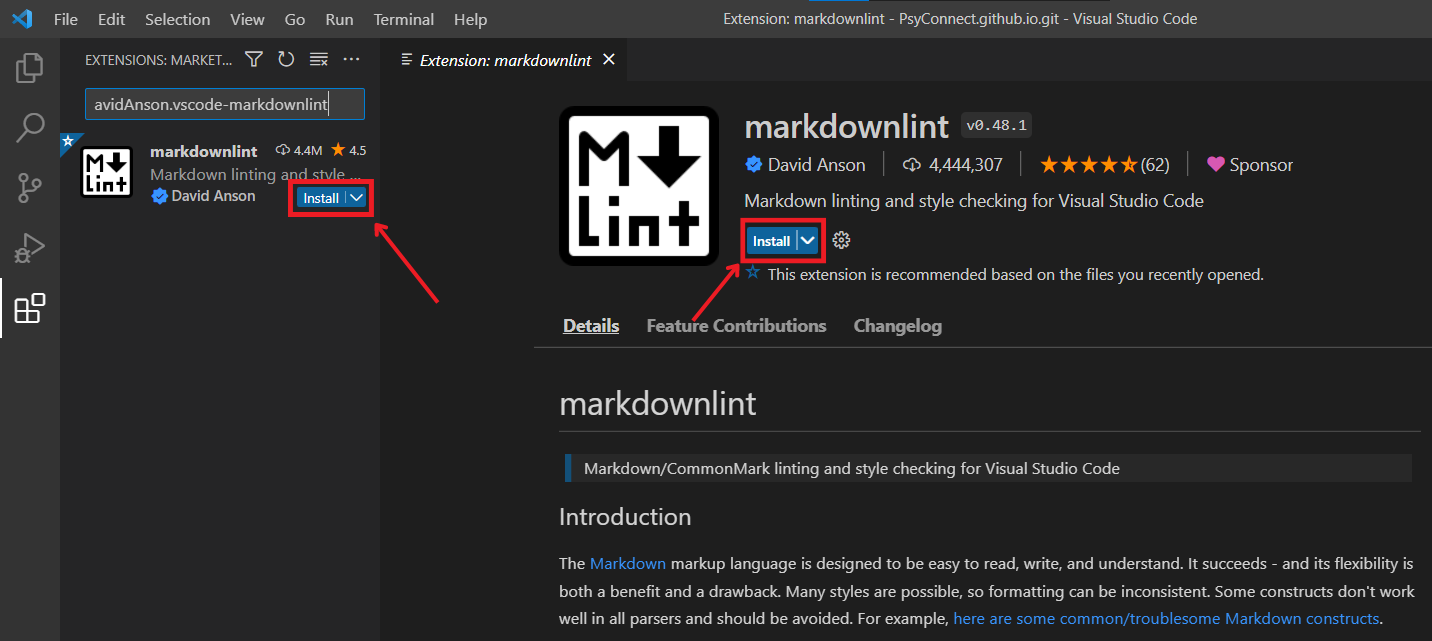 File Edit Selection View Go Run Terminal Help
Extension: markdownlint - PsyConnect.github.io.git - Visual Studio Code
EXTENSIONS: MARKET...
avidAnson.vscode-markdownlint
M Lint
markdownlint 4.4M 4.5
Markdown linting and style ...
David Anson
Install
Extension: markdownlint
M Lint
markdownlint v0.48.1
David Anson 4,444,307 (62) Sponsor
Markdown linting and style checking for Visual Studio Code
Install
This extension is recommended based on the files you recently opened.
Details Feature Contributions Changelog
markdownlint
Markdown/CommonMark linting and style checking for Visual Studio Code
Introduction
The Markdown markup language is designed to be easy to read, write, and understand. It succeeds - and its flexibility is
both a benefit and a drawback. Many styles are possible, so formatting can be inconsistent. Some constructs don't work
well in all parsers and should be avoided. For example, here are some common/troublesome Markdown constructs.